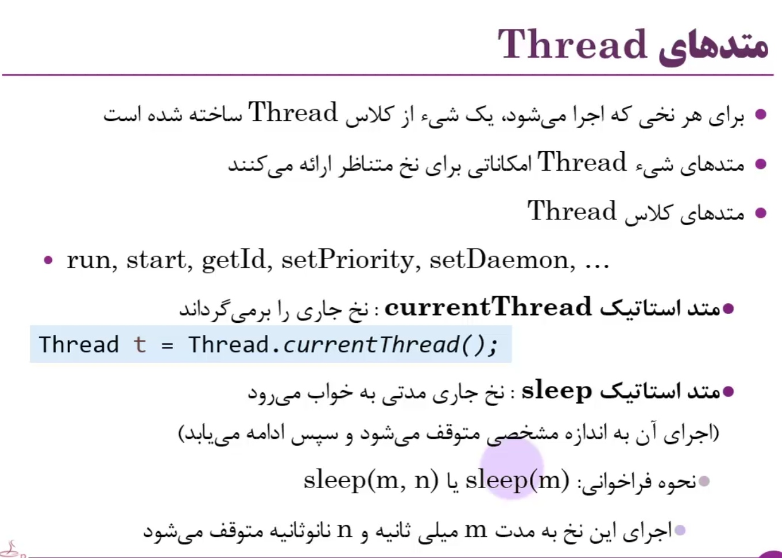 متدهای Thread
برای هر نخی که اجرا می‌شود، یک شیء از کلاس Thread ساخته شده است
متدهای شیء Thread امکاناتی برای نخ متناظر ارائه می‌کنند
متدهای کلاس Thread
run, start, getId, setPriority, setDaemon, ...
متد استاتیک currentThread : نخ جاری را برمی‌گرداند
Thread t = Thread.currentThread();
متد استاتیک sleep : نخ جاری مدتی به خواب می‌رود
(اجرای آن به اندازه مشخصی متوقف می‌شود و سپس ادامه می‌یابد)
نحوه فراخوانی: sleep(m) یا sleep(m, n)
اجرای این نخ به مدت m میلی ثانیه و n نانوثانیه متوقف می‌شود